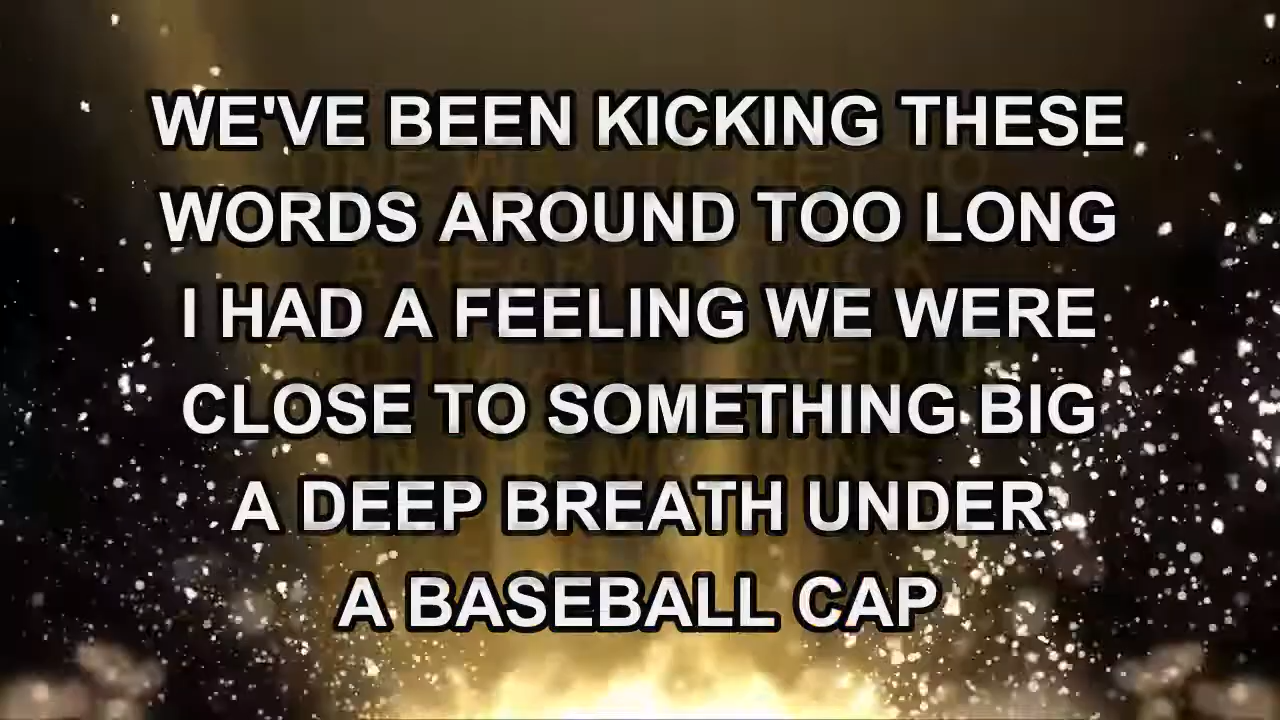 WE'VE BEEN KICKING THESE
WORDS AROUND TOO LONG
I HAD A FEELING WE WERE
CLOSE TO SOMETHING BIG
A DEEP BREATH UNDER
A BASEBALL CAP